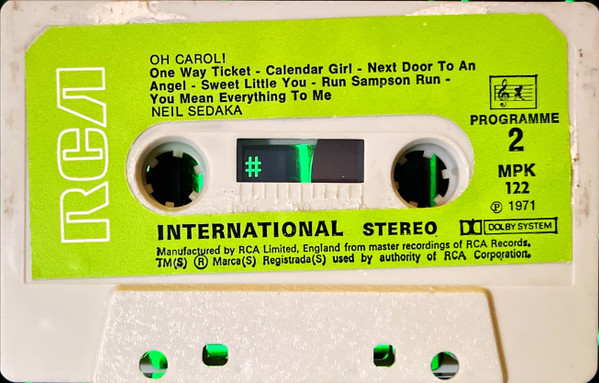 RCA
OH CAROL!
One Way Ticket - Calendar Girl - Next Door To An
Angel - Sweet Little You - Run Sampson Run -
You Mean Everything To Me
NEIL SEDAKA
PROGRAMME
2
MPK
122
℗ 1971
#
INTERNATIONAL STEREO
DOLBY SYSTEM
Manufactured by RCA Limited, England from master recordings of RCA Records.
TM(S) ® Marca(S) Registrada(S) used by authority of RCA Corporation.